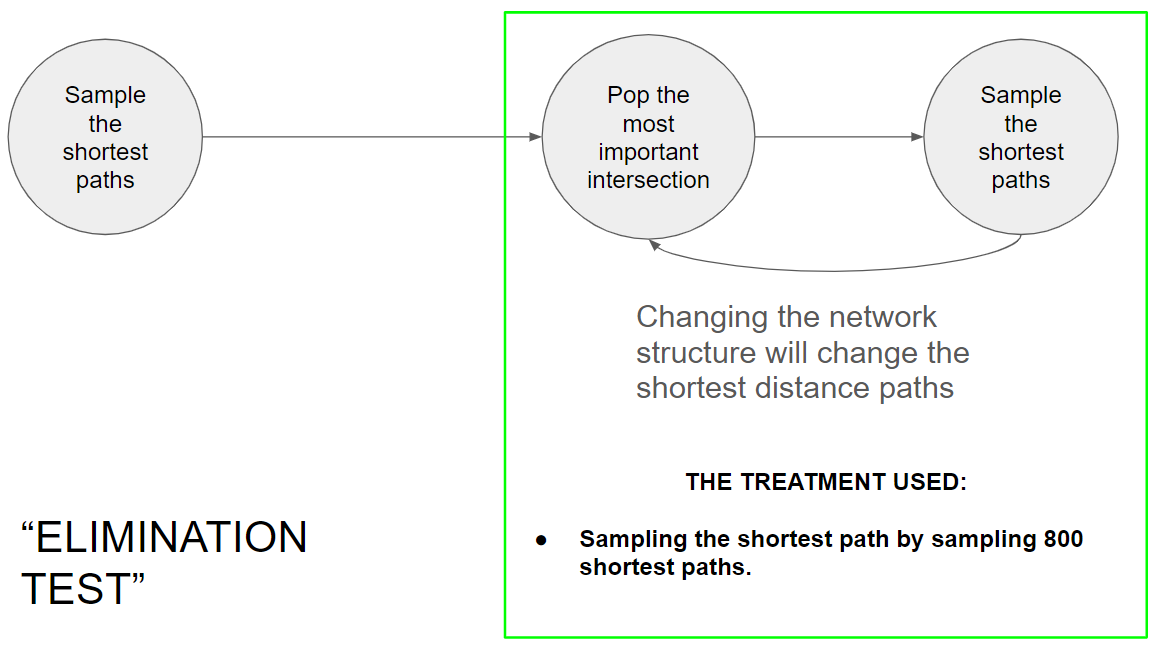 Sample
the
shortest
paths
Pop the
most
important
intersection
Sample
the
shortest
paths
Changing the network
structure will change the
shortest distance paths
THE TREATMENT USED:
● Sampling the shortest path by sampling 800
shortest paths.
“ELIMINATION
TEST”